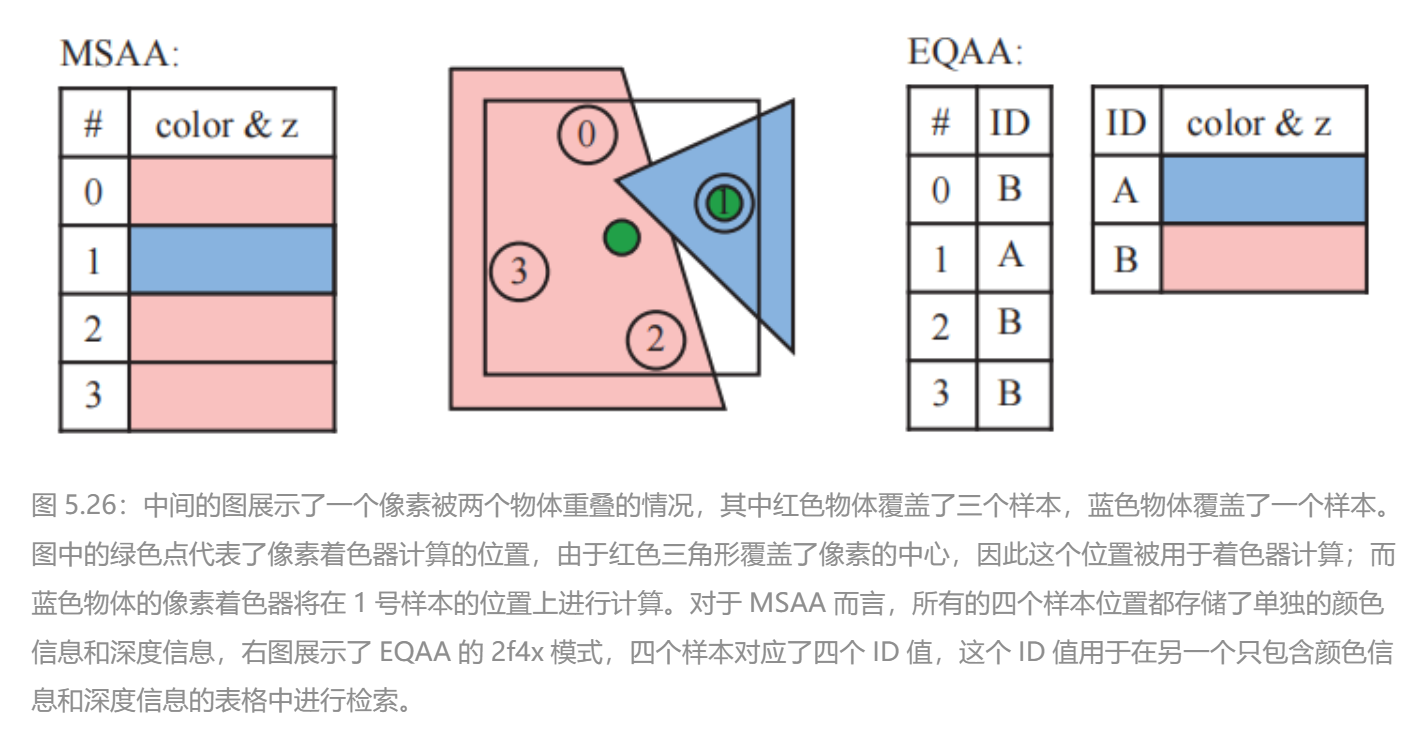 MSAA:
# color & z
0
1
2
3
0
1
3
2
EQAA:
# ID
0 B
1 A
2 B
3 B
ID color & z
A
B
图 5.26：中间的图展示了一个像素被两个物体重叠的情况，其中红色物体覆盖了三个样本，蓝色物体覆盖了一个样本。
图中的绿色点代表了像素着色器计算的位置，由于红色三角形覆盖了像素的中心，因此这个位置被用于着色器计算；而
蓝色物体的像素着色器将在 1 号样本的位置上进行计算。对于 MSAA 而言，所有的四个样本位置都存储了单独的颜色
信息和深度信息，右图展示了 EQAA 的 2f4x 模式，四个样本对应了四个 ID 值，这个 ID 值用于在另一个只包含颜色信
息和深度信息的表格中进行检索。